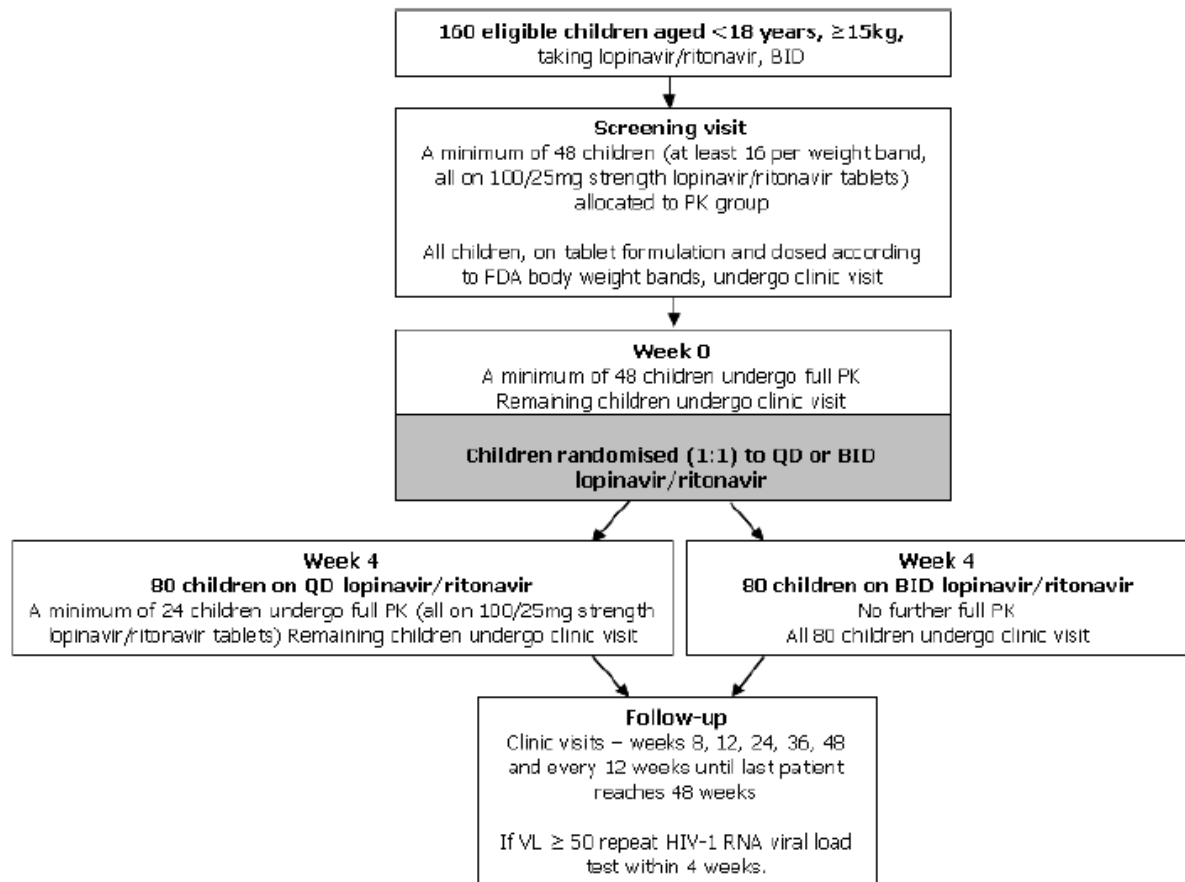 160 eligible children aged <18 years, ≥15kg,
taking lopinavir/ritonavir, BID
Screening visit
A minimum of 48 children (at least 16 per weight band,
all on 100/25mg strength lopinavir/ritonavir tablets)
allocated to PK group
All children, on tablet formulation and dosed according
to FDA body weight bands, undergo clinic visit
Week 0
A minimum of 48 children undergo full PK
Remaining children undergo clinic visit
Children randomised (1:1) to QD or BID
lopinavir/ritonavir
Week 4
80 children on QD lopinavir/ritonavir
A minimum of 24 children undergo full PK (all on 100/25mg strength
lopinavir/ritonavir tablets) Remaining children undergo clinic visit
Week 4
80 children on BID lopinavir/ritonavir
No further full PK
All 80 children undergo clinic visit
Follow-up
Clinic visits – weeks 8, 12, 24, 36, 48
and every 12 weeks until last patient
reaches 48 weeks
If VL ≥ 50 repeat HIV-1 RNA viral load
test within 4 weeks.